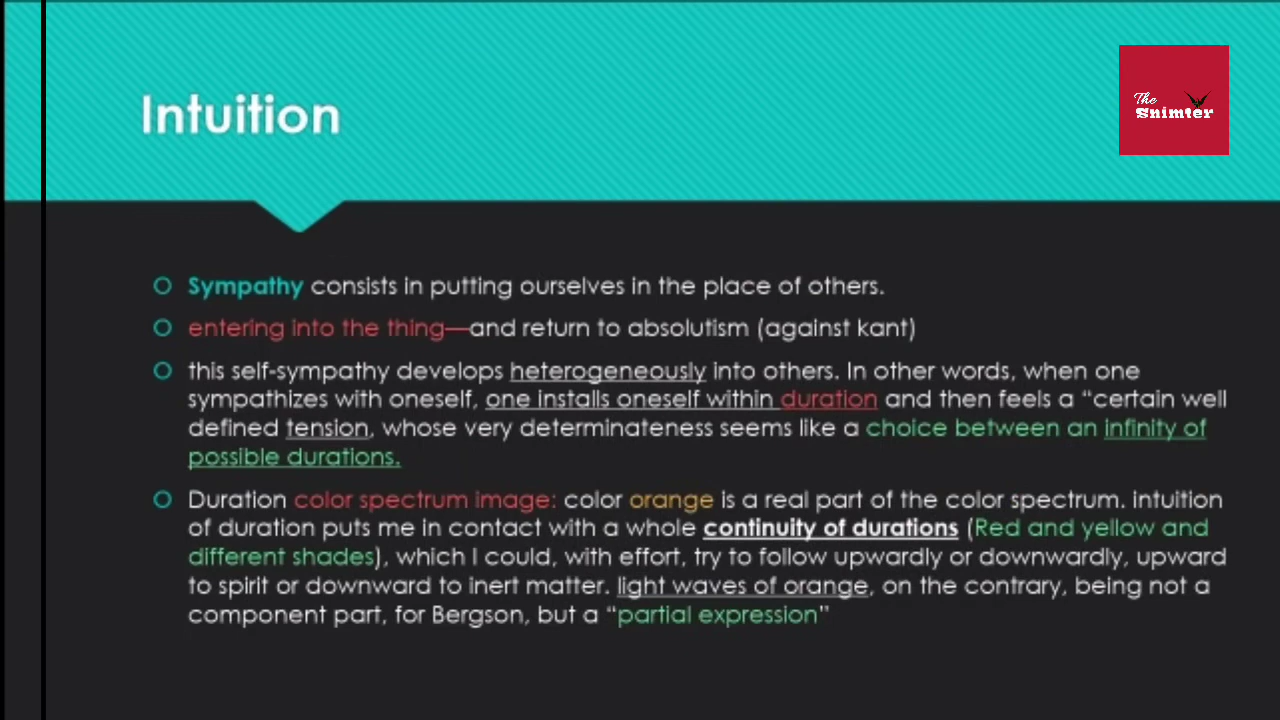 Intuition
The
Snimter
Sympathy consists in putting ourselves in the place of others.
entering into the thing—and return to absolutism (against kant)
this self-sympathy develops heterogeneously into others. In other words, when one
sympathizes with oneself, one installs oneself within duration and then feels a “certain well
defined tension, whose very determinateness seems like a choice between an infinity of
possible durations.
Duration color spectrum image: color orange is a real part of the color spectrum. intuition
of duration puts me in contact with a whole continuity of durations (Red and yellow and
different shades), which I could, with effort, try to follow upwardly or downwardly, upward
to spirit or downward to inert matter. light waves of orange, on the contrary, being not a
component part, for Bergson, but a “partial expression”